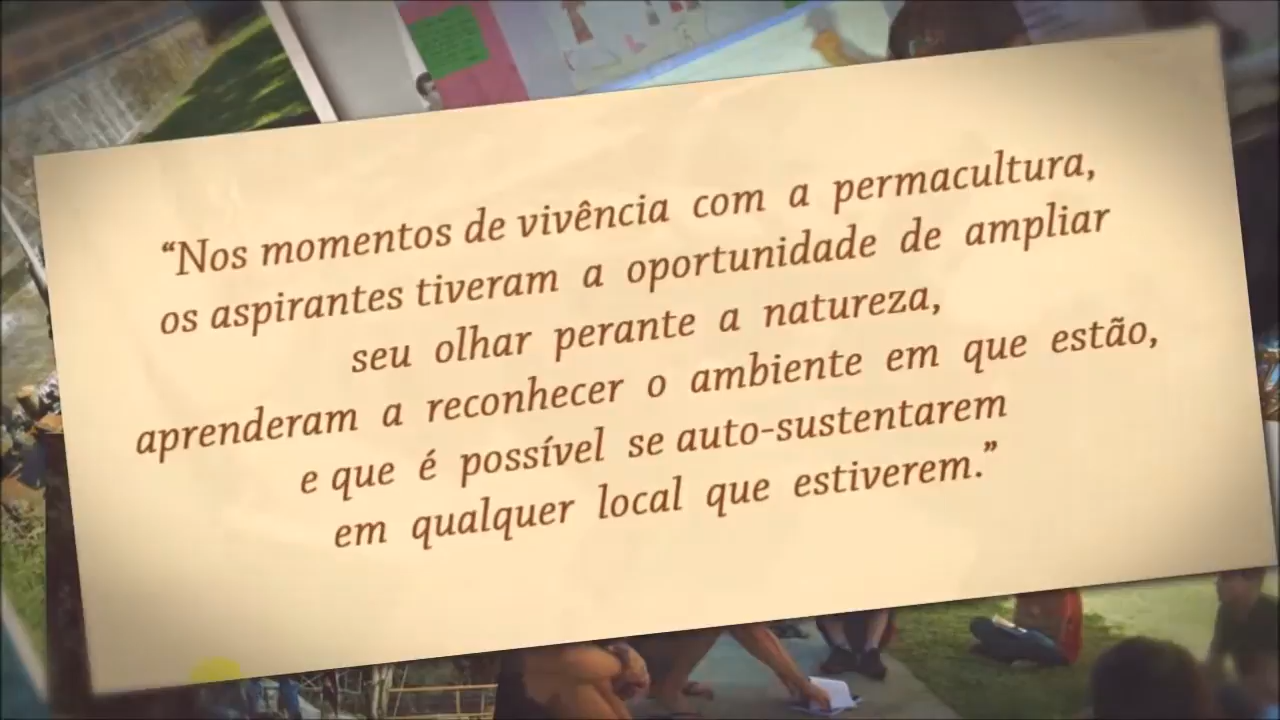 “Nos momentos de vivência com a permacultura,
os aspirantes tiveram a oportunidade de ampliar
seu olhar perante a natureza,
aprenderam a reconhecer o ambiente em que estão,
e que é possível se auto-sustentarem
em qualquer local que estiverem.”